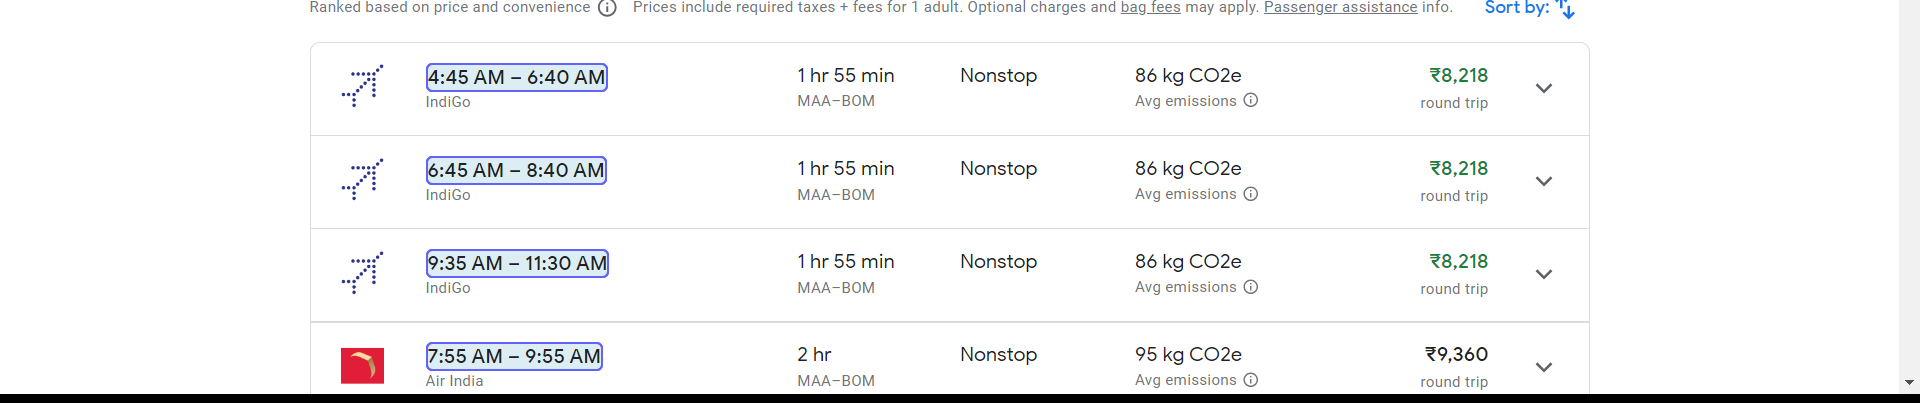 Ranked based on price and convenience Prices include required taxes + fees for 1 adult. Optional charges and bag fees may apply. Passenger assistance info. Sort by:
4:45 AM – 6:40 AM 1 hr 55 min Nonstop 86 kg CO2e ₹8,218
IndiGo MAA–BOM Avg emissions round trip
6:45 AM – 8:40 AM 1 hr 55 min Nonstop 86 kg CO2e ₹8,218
IndiGo MAA–BOM Avg emissions round trip
9:35 AM – 11:30 AM 1 hr 55 min Nonstop 86 kg CO2e ₹8,218
IndiGo MAA–BOM Avg emissions round trip
7:55 AM – 9:55 AM 2 hr Nonstop 95 kg CO2e ₹9,360
Air India MAA–BOM Avg emissions round trip